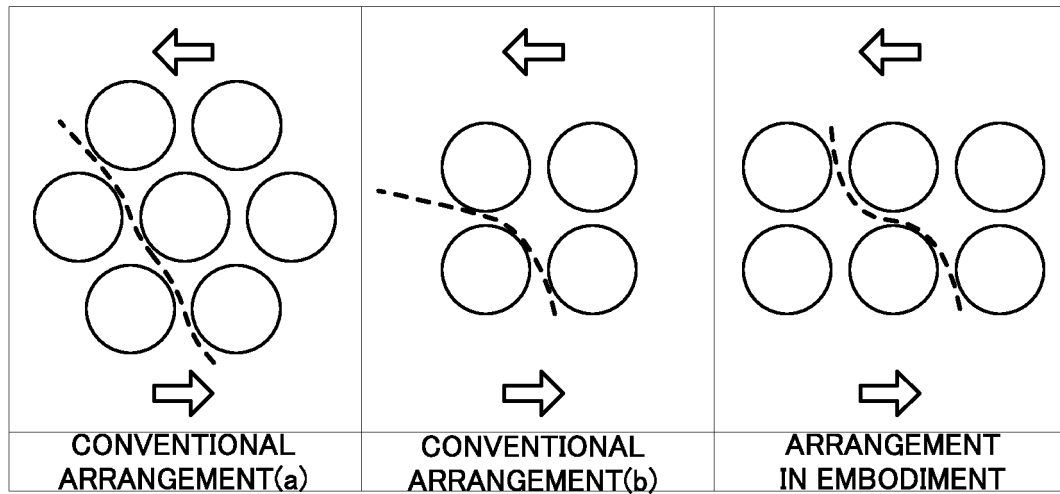 CONVENTIONAL
ARRANGEMENT(a)
CONVENTIONAL
ARRANGEMENT(b)
ARRANGEMENT
IN EMBODIMENT